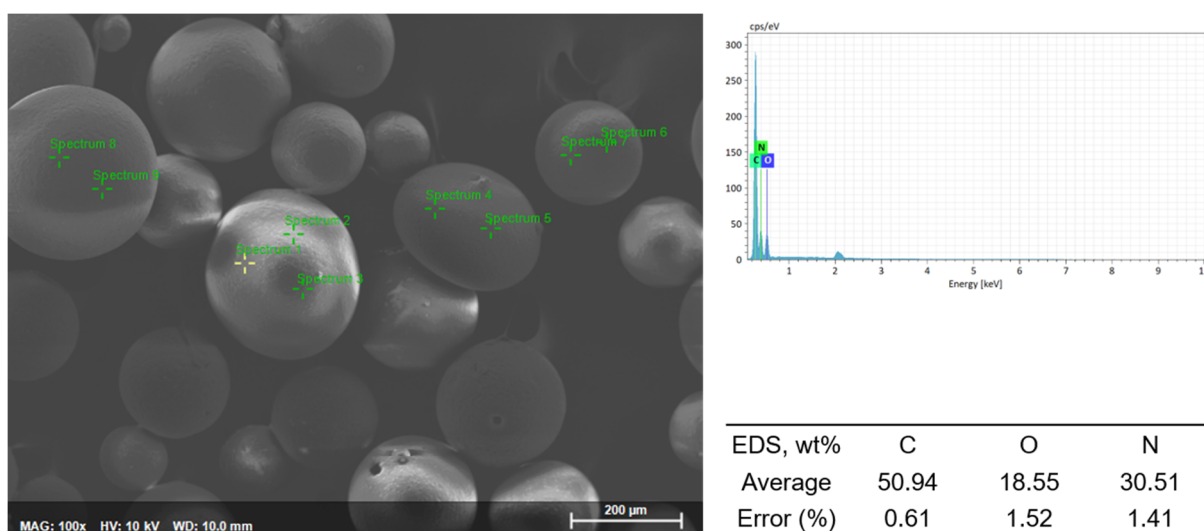 Spectrum 8
Spectrum 9
Spectrum 2
Spectrum 1
Spectrum 3
Spectrum 4
Spectrum 5
Spectrum 6
Spectrum 7
MAG: 100x HV: 10 kV WD: 10.0 mm
200 µm
cps/eV
300
250
200
150
100
50
0
N
C O
1 2 3 4 5 6 7 8 9
Energy [keV]
EDS, wt% C O N
Average 50.94 18.55 30.51
Error (%) 0.61 1.52 1.41